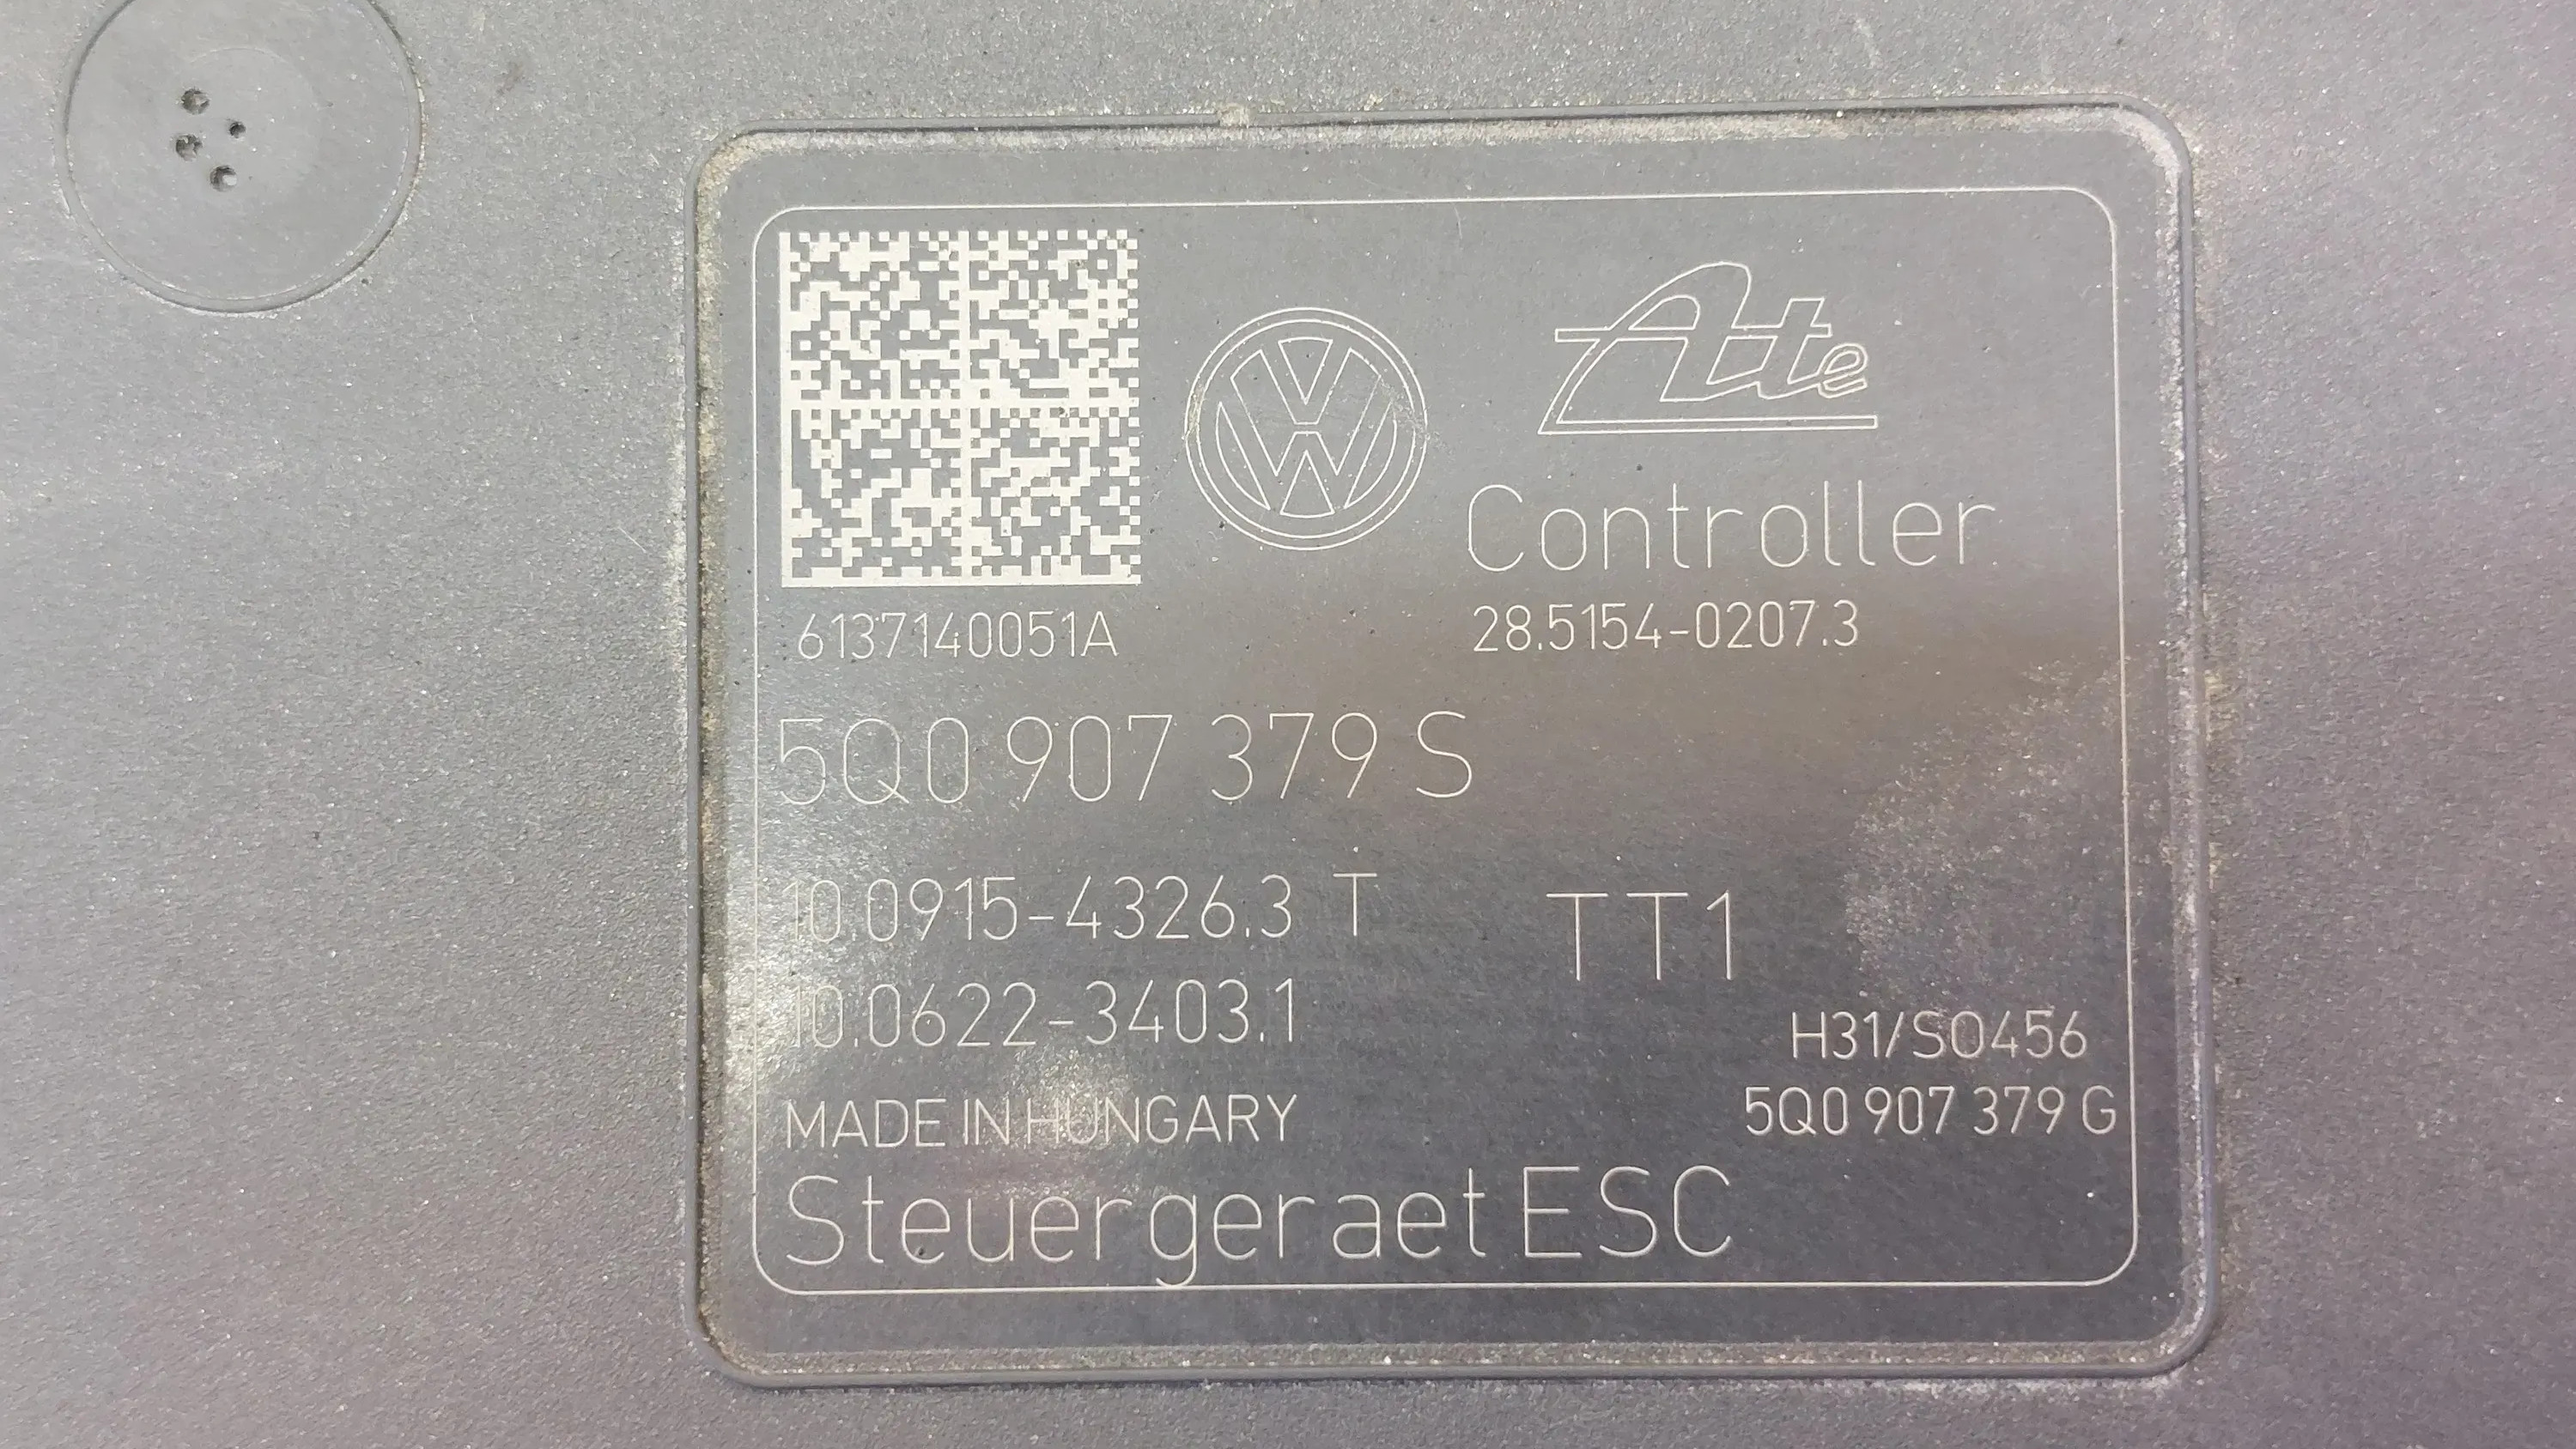 Ate
Controller
6137140051A
28.5154-0207.3
5Q0 907 379 S
10.0915-4326.3 T
TT1
10.0622-3403.1
H31/SO456
MADE IN HUNGARY
5Q0 907 379 G
Steuergeraet ESC